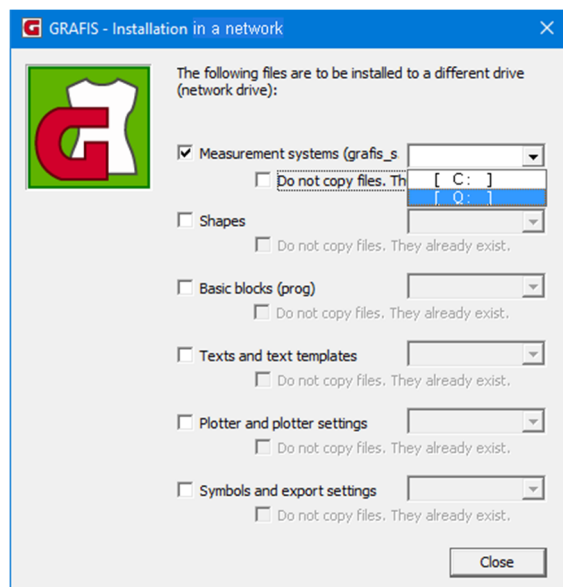 GRAFIS - Installation in a network
The following files are to be installed to a different drive
(network drive):
Measurement systems (grafis_s
Do not copy files. Th
[ C: ]
[ Q: ]
Shapes
Do not copy files. They already exist.
Basic blocks (prog)
Do not copy files. They already exist.
Texts and text templates
Do not copy files. They already exist.
Plotter and plotter settings
Do not copy files. They already exist.
Symbols and export settings
Do not copy files. They already exist.
Close